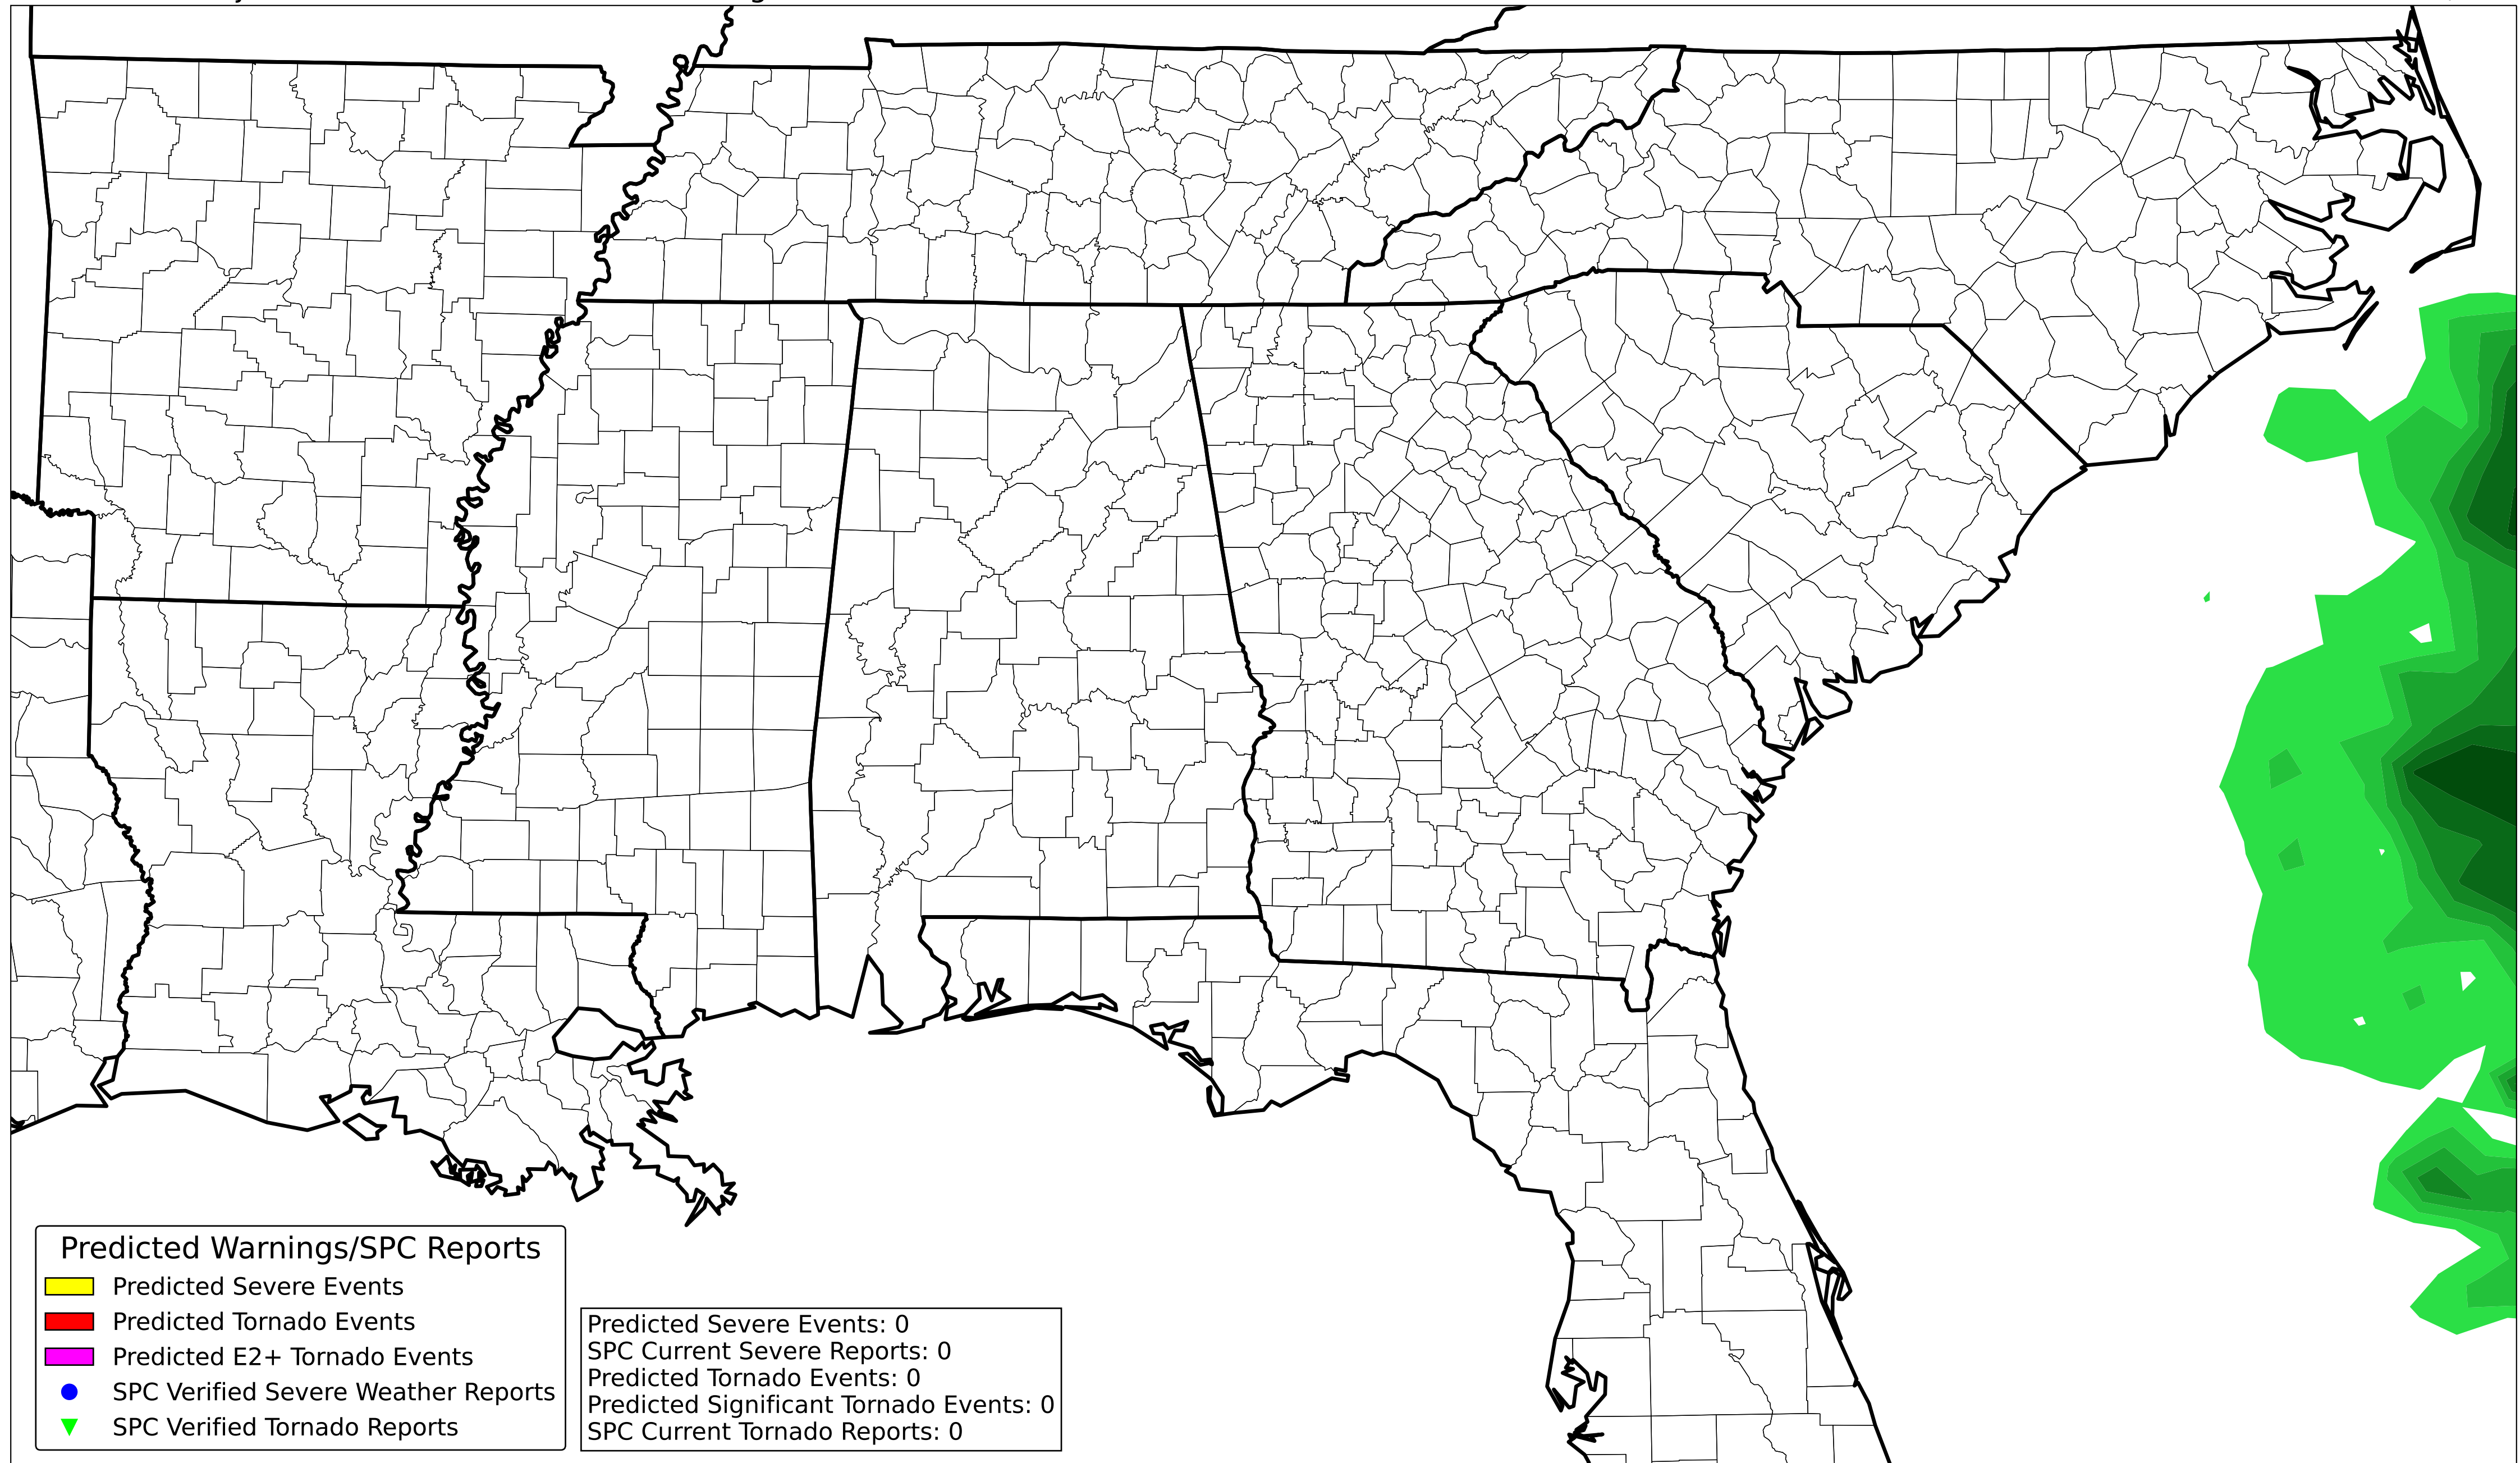 Predicted Warnings/SPC Reports
Predicted Severe Events
Predicted Tornado Events
Predicted E2+ Tornado Events
SPC Verified Severe Weather Reports
SPC Verified Tornado Reports
Predicted Severe Events: 0
SPC Current Severe Reports: 0
Predicted Tornado Events: 0
Predicted Significant Tornado Events: 0
SPC Current Tornado Reports: 0